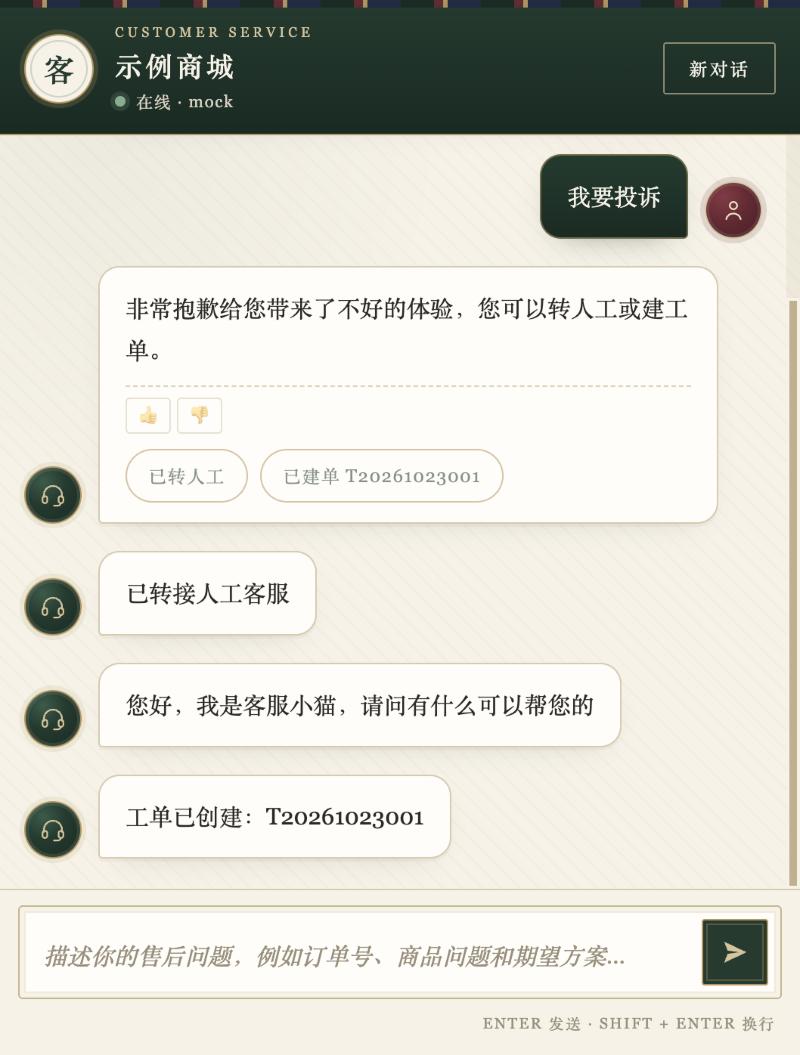 CUSTOMER SERVICE
客
示例商城
在线 · mock
新对话
我要投诉
非常抱歉给您带来了不好的体验，您可以转人工或建工
单。
已转人工
已建单 T20261023001
已转接人工客服
您好，我是客服小猫，请问有什么可以帮您的
工单已创建：T20261023001
描述你的售后问题，例如订单号、商品问题和期望方案...
ENTER 发送 · SHIFT + ENTER 换行